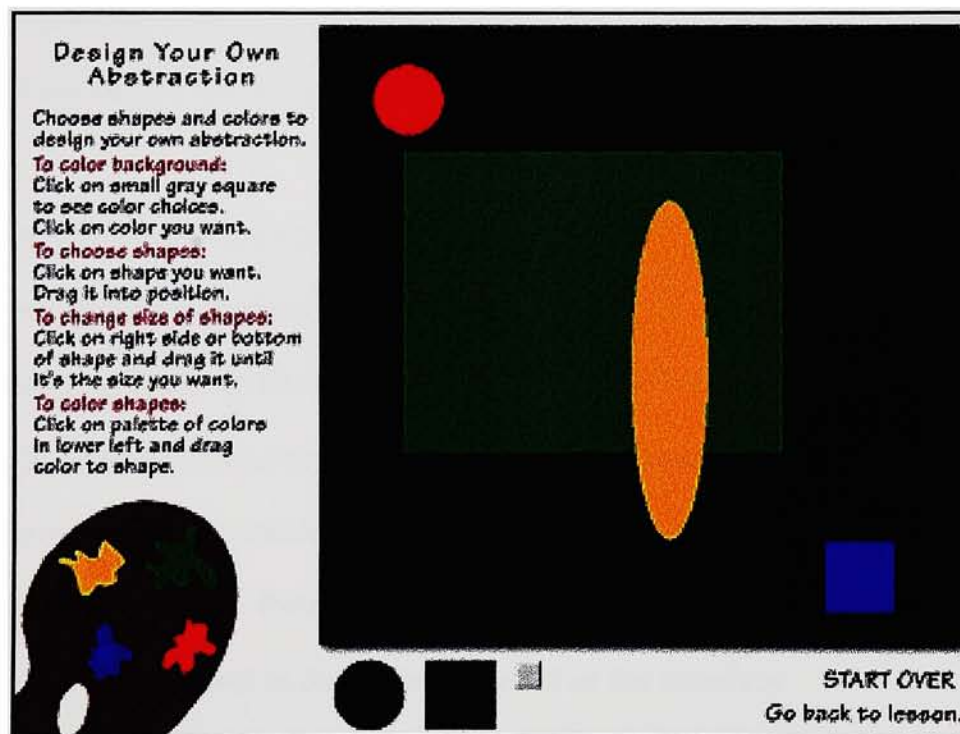 Design Your Own
Abstraction
Choose shapes and colors to
design your own abstraction.
To color background:
Click on small gray square
to see color choices.
Click on color you want.
To choose shapes:
Click on shape you want.
Drag it into position.
To change size of shapes:
Click on right side or bottom
of shape and drag it until
it's the size you want.
To color shapes:
Click on palette of colors
in lower left and drag
color to shape.
START OVER
Go back to lesson.